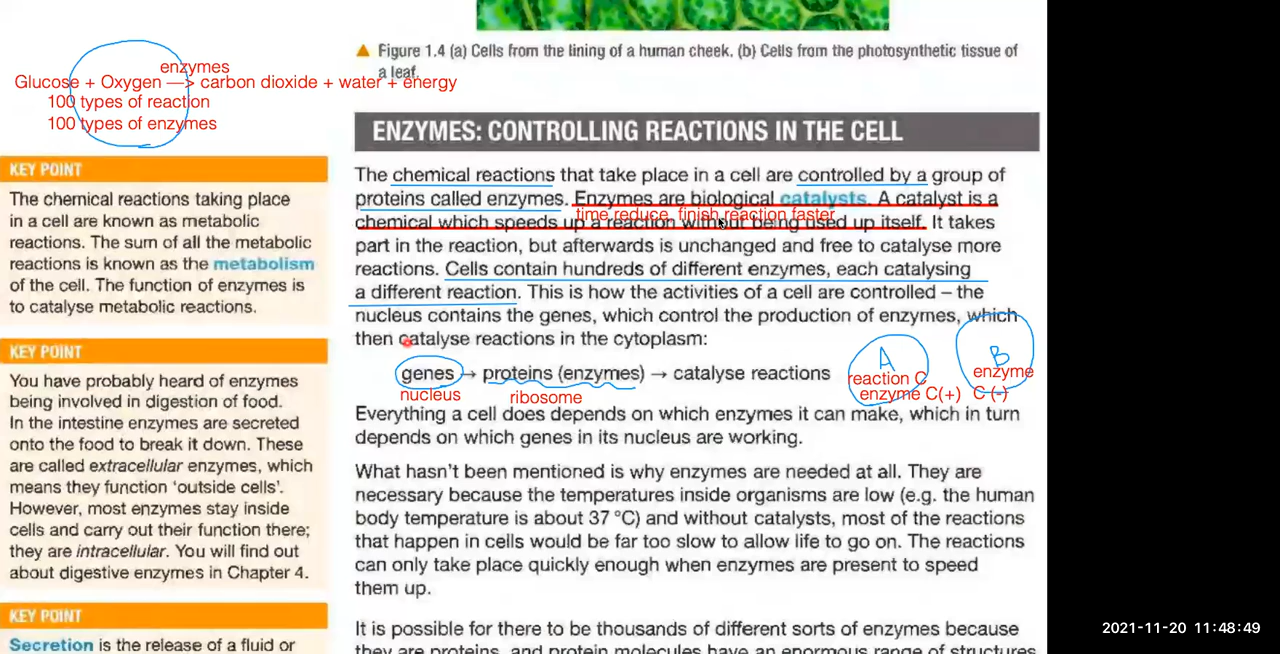 Figure 1.4 (a) Cells from the lining of a human cheek. (b) Cells from the photosynthetic tissue of
a leaf.
enzymes
Glucose + Oxygen —> carbon dioxide + water + energy
100 types of reaction
100 types of enzymes
KEY POINT
The chemical reactions taking place
in a cell are known as metabolic
reactions. The sum of all the metabolic
reactions is known as the metabolism
of the cell. The function of enzymes is
to catalyse metabolic reactions.
KEY POINT
You have probably heard of enzymes
being involved in digestion of food.
In the intestine enzymes are secreted
onto the food to break it down. These
are called extracellular enzymes, which
means they function 'outside cells'.
However, most enzymes stay inside
cells and carry out their function there;
they are intracellular. You will find out
about digestive enzymes in Chapter 4.
KEY POINT
Secretion is the release of a fluid or
ENZYMES: CONTROLLING REACTIONS IN THE CELL
The chemical reactions that take place in a cell are controlled by a group of
proteins called enzymes. Enzymes are biological catalysts. A catalyst is a
time reduce, finish reaction faster
chemical which speeds up a reaction without being used up itself. It takes
part in the reaction, but afterwards is unchanged and free to catalyse more
reactions. Cells contain hundreds of different enzymes, each catalysing
a different reaction. This is how the activities of a cell are controlled – the
nucleus contains the genes, which control the production of enzymes, which
then catalyse reactions in the cytoplasm:
genes → proteins (enzymes) → catalyse reactions
nucleus
ribosome
A
reaction C
enzyme C(+)
B
enzyme
C (-)
Everything a cell does depends on which enzymes it can make, which in turn
depends on which genes in its nucleus are working.
What hasn't been mentioned is why enzymes are needed at all. They are
necessary because the temperatures inside organisms are low (e.g. the human
body temperature is about 37 °C) and without catalysts, most of the reactions
that happen in cells would be far too slow to allow life to go on. The reactions
can only take place quickly enough when enzymes are present to speed
them up.
It is possible for there to be thousands of different sorts of enzymes because
they are proteins, and protein molecules have an enormous range of structures
2021-11-20 11:48:49